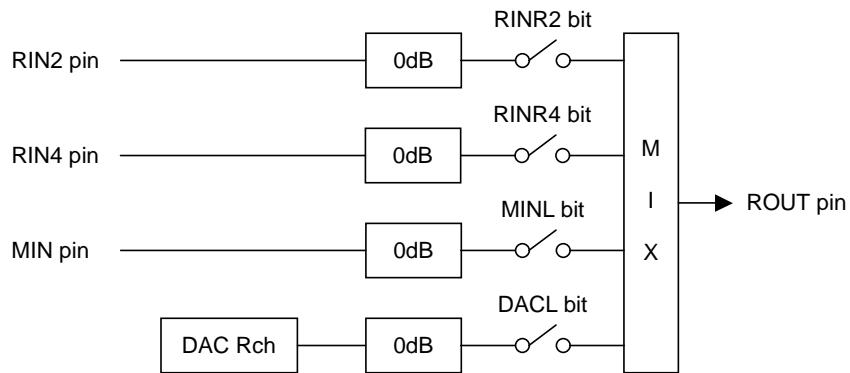 RINR2 bit
RIN2 pin 0dB
RINR4 bit
RIN4 pin 0dB
M
I
X
ROUT pin
MINL bit
MIN pin 0dB
DACL bit
DAC Rch 0dB